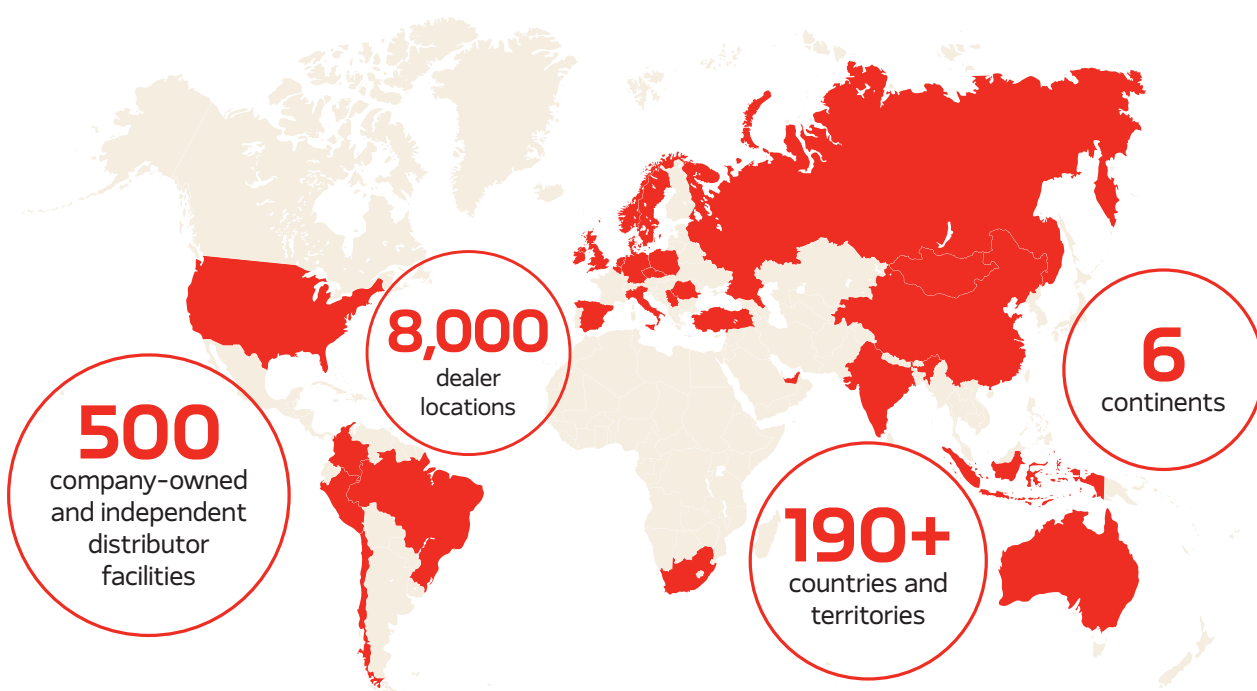 8,000
dealer
locations
6
continents
500
company-owned
and independent
distributor
facilities
190+
countries and
territories